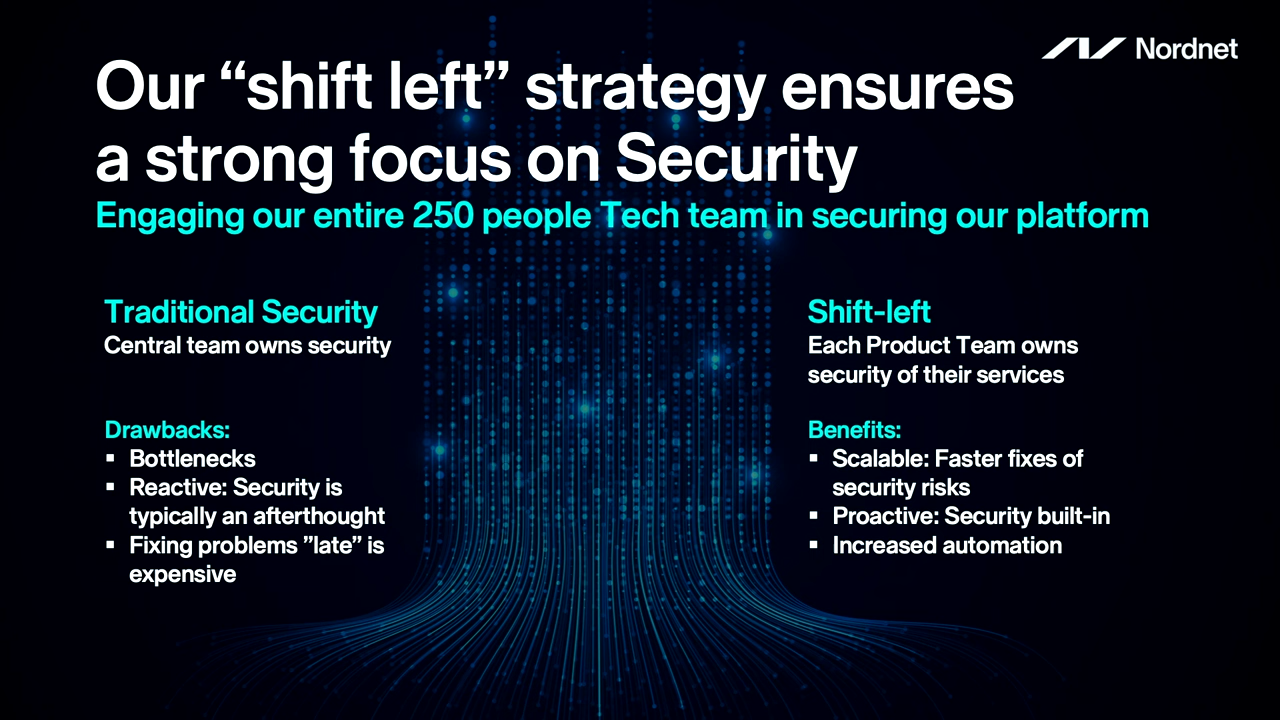 Nordnet
Our “shift left” strategy ensures
a strong focus on Security
Engaging our entire 250 people Tech team in securing our platform
Traditional Security
Central team owns security
Drawbacks:
▪ Bottlenecks
▪ Reactive: Security is
typically an afterthought
▪ Fixing problems ”late” is
expensive
Shift-left
Each Product Team owns
security of their services
Benefits:
▪ Scalable: Faster fixes of
security risks
▪ Proactive: Security built-in
▪ Increased automation